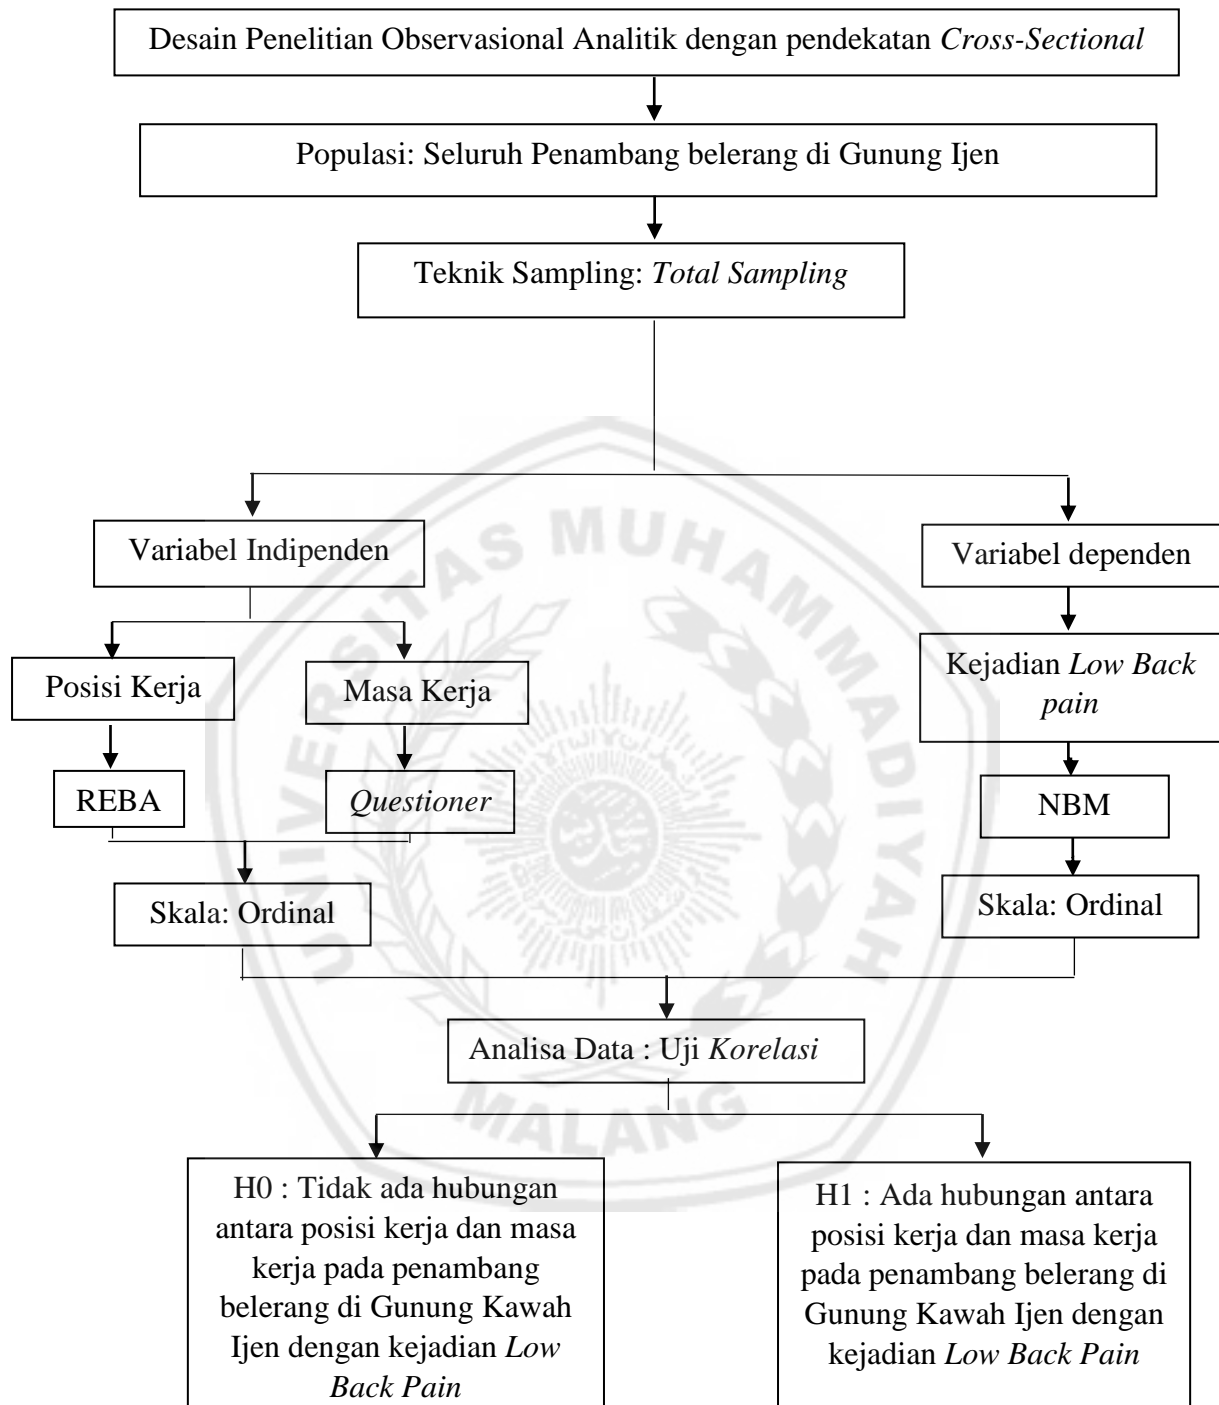 Desain Penelitian Observasional Analitik dengan pendekatan Cross-Sectional
Populasi: Seluruh Penambang belerang di Gunung Ijen
Teknik Sampling: Total Sampling
Variabel Indipenden
Variabel dependen
Posisi Kerja
Masa Kerja
Kejadian Low Back
pain
REBA
Questioner
NBM
Skala: Ordinal
Skala: Ordinal
Analisa Data : Uji Korelasi
H0 : Tidak ada hubungan
antara posisi kerja dan masa
kerja pada penambang
belerang di Gunung Kawah
Ijen dengan kejadian Low
Back Pain
H1 : Ada hubungan antara
posisi kerja dan masa kerja
pada penambang belerang di
Gunung Kawah Ijen dengan
kejadian Low Back Pain
UNIVERSITAS MUHAMMADIYAH
MALANG